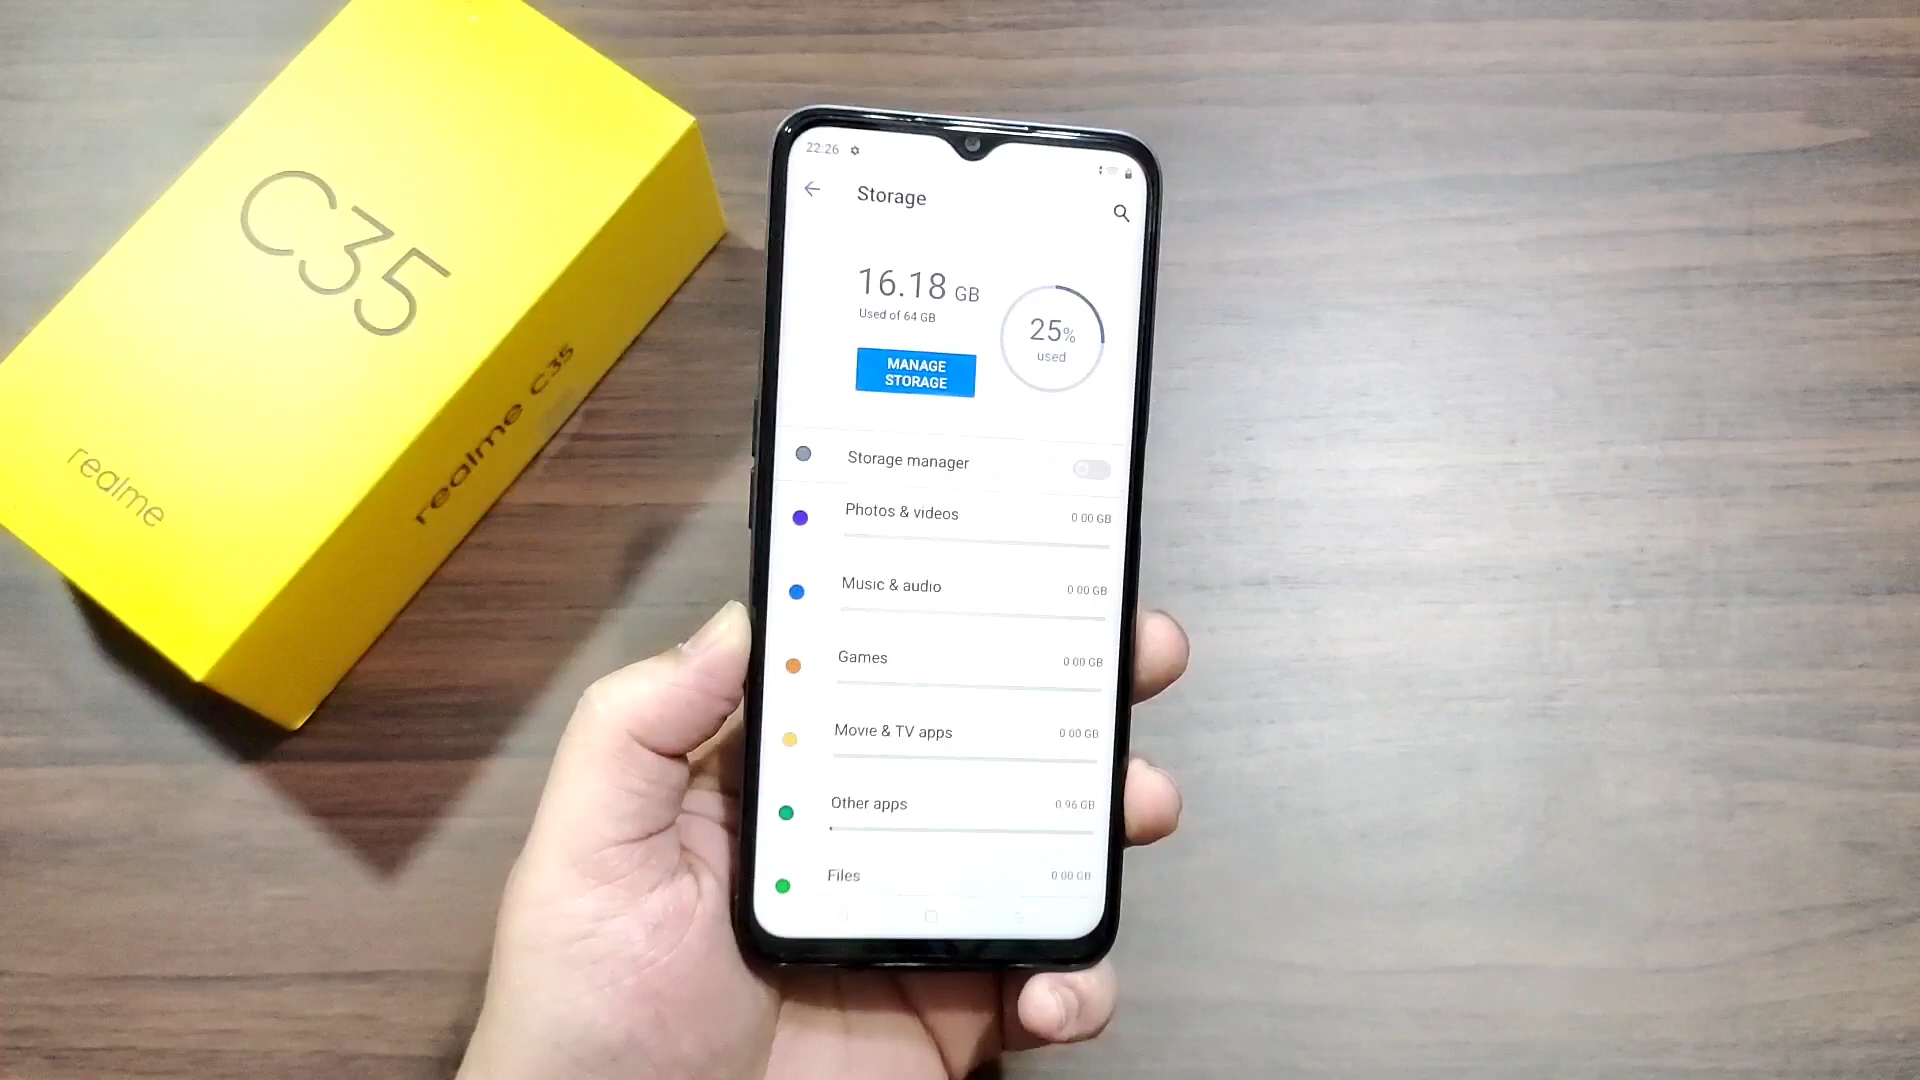 C35
realme
realme C35
22:26
Storage
16.18 GB
Used of 64 GB
25%
used
MANAGE
STORAGE
Storage manager
Photos & videos 0.00 GB
Music & audio 0.00 GB
Games 0.00 GB
Movie & TV apps 0.00 GB
Other apps 0.96 GB
Files 0.00 GB